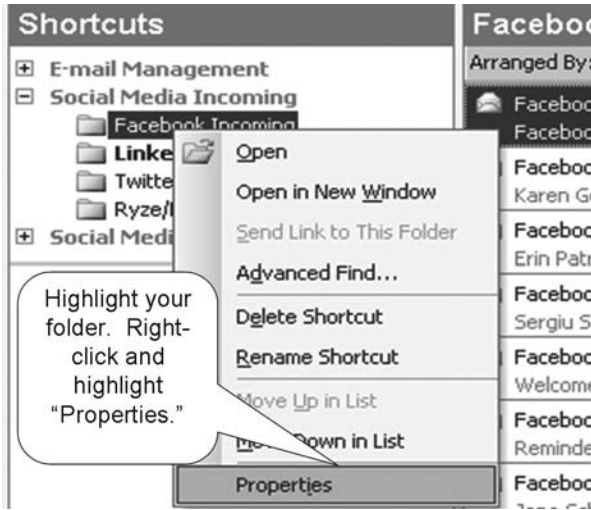 Shortcuts
E-mail Management
Social Media Incoming
Facebook Incoming
Linke
Twitte
Ryze/
Social Medi
Open
Open in New Window
Send Link to This Folder
Advanced Find...
Delete Shortcut
Rename Shortcut
Move Up in List
Down in List
Properties
Highlight your
folder. Right-
click and
highlight
“Properties.”
Faceboo
Arranged By:
Faceboo
Faceboo
Faceboo
Karen G
Faceboo
Erin Patr
Faceboo
Sergiu S
Faceboo
Welcome
Faceboo
Reminde
Faceboo